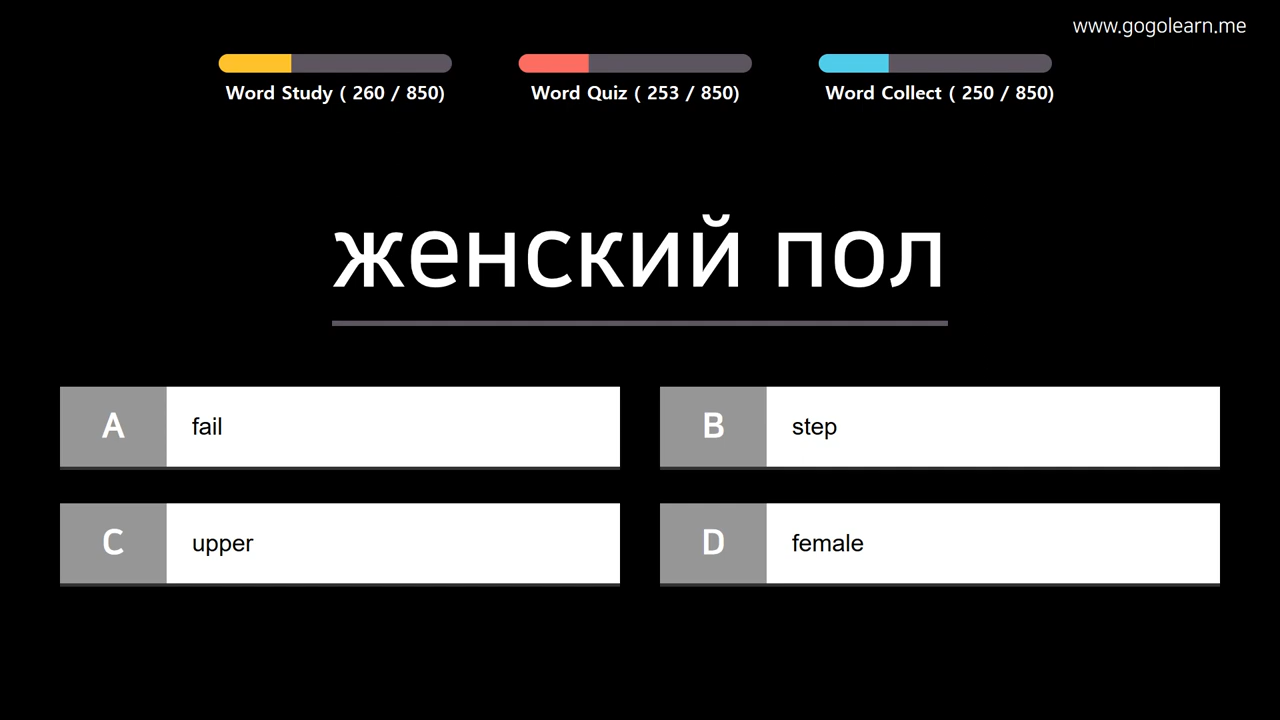 www.gogolearn.me
Word Study ( 260 / 850)
Word Quiz ( 253 / 850)
Word Collect ( 250 / 850)
женский пол
A fail
B step
C upper
D female